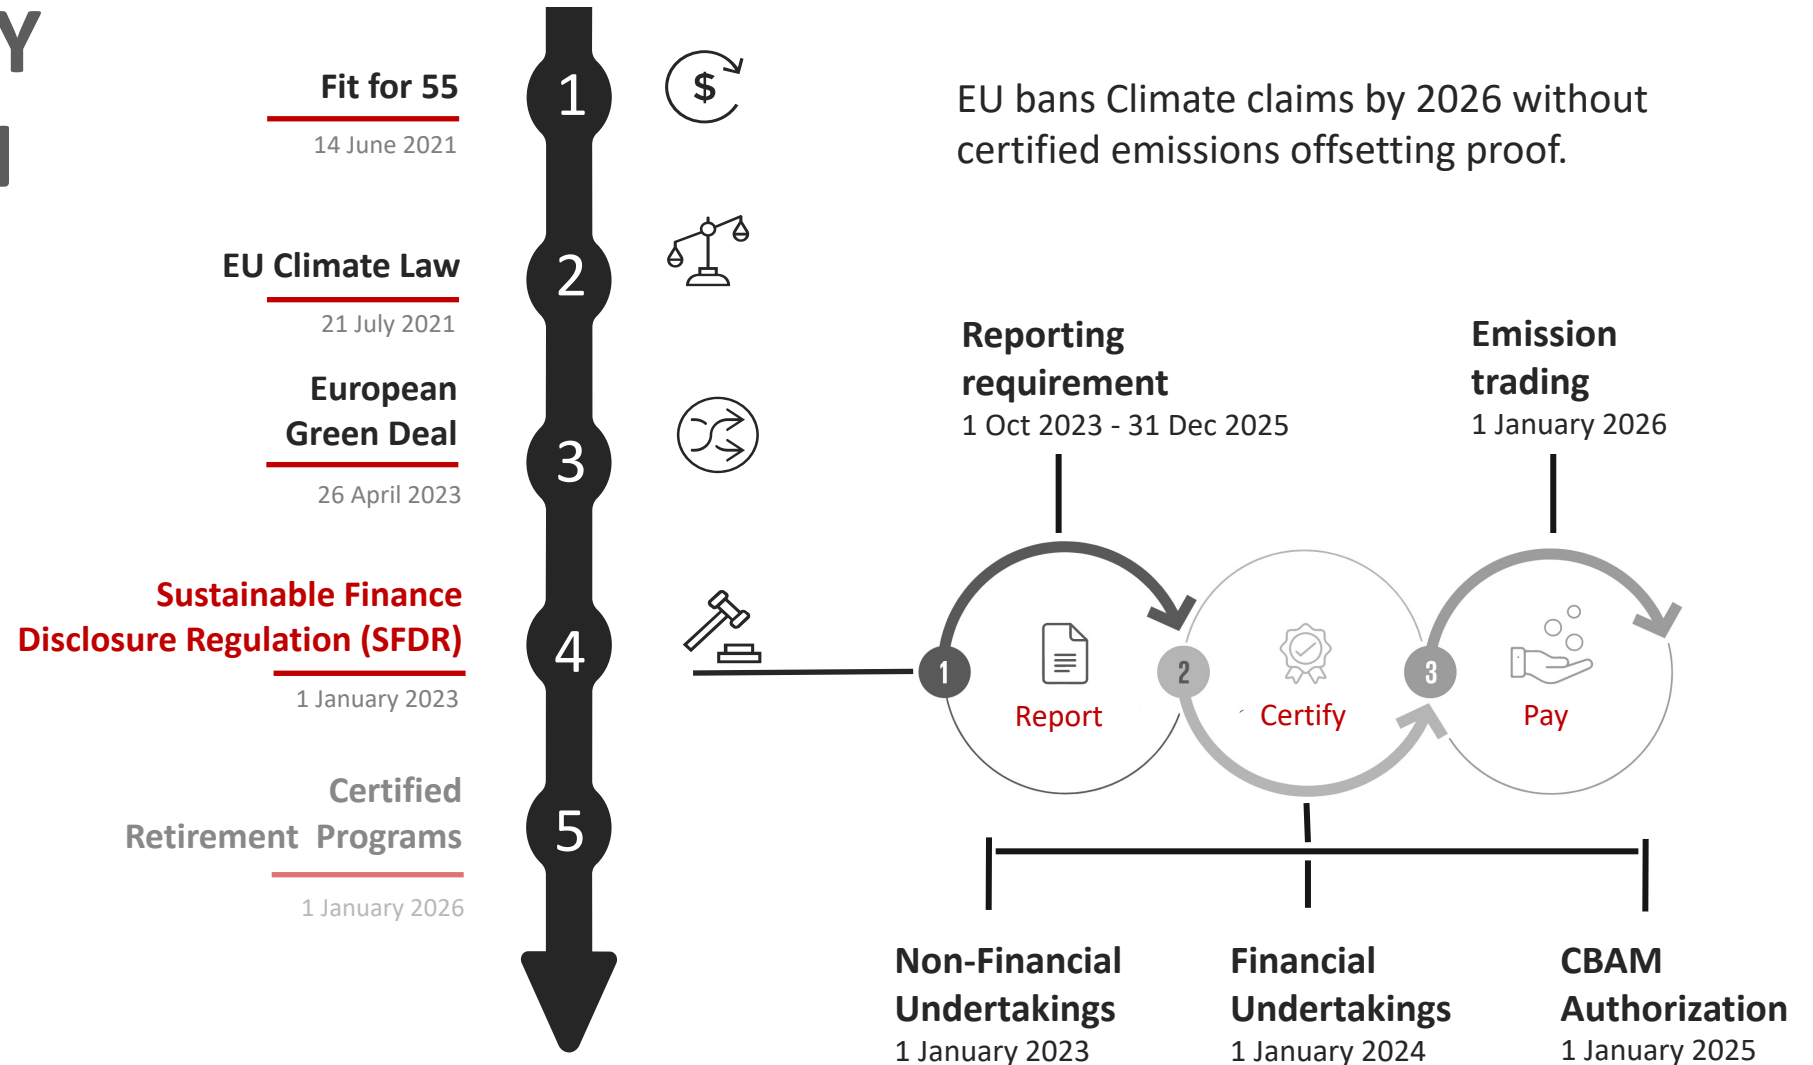 Y
Fit for 55
14 June 2021
1
$
EU Climate Law
21 July 2021
2
European
Green Deal
26 April 2023
3
Sustainable Finance
Disclosure Regulation (SFDR)
1 January 2023
4
Certified
Retirement Programs
1 January 2026
5
EU bans Climate claims by 2026 without
certified emissions offsetting proof.
Reporting
requirement
1 Oct 2023 - 31 Dec 2025
Emission
trading
1 January 2026
1
Report
2
Certify
3
Pay
Non-Financial
Undertakings
1 January 2023
Financial
Undertakings
1 January 2024
CBAM
Authorization
1 January 2025